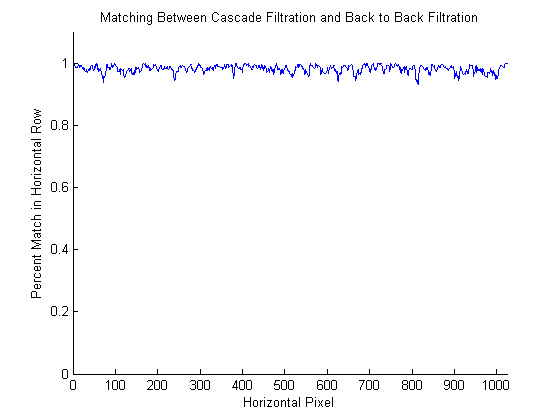 Matching Between Cascade Filtration and Back to Back Filtration
Percent Match in Horizontal Row
1
0.8
0.6
0.4
0.2
0
0 100 200 300 400 500 600 700 800 900 1000
Horizontal Pixel